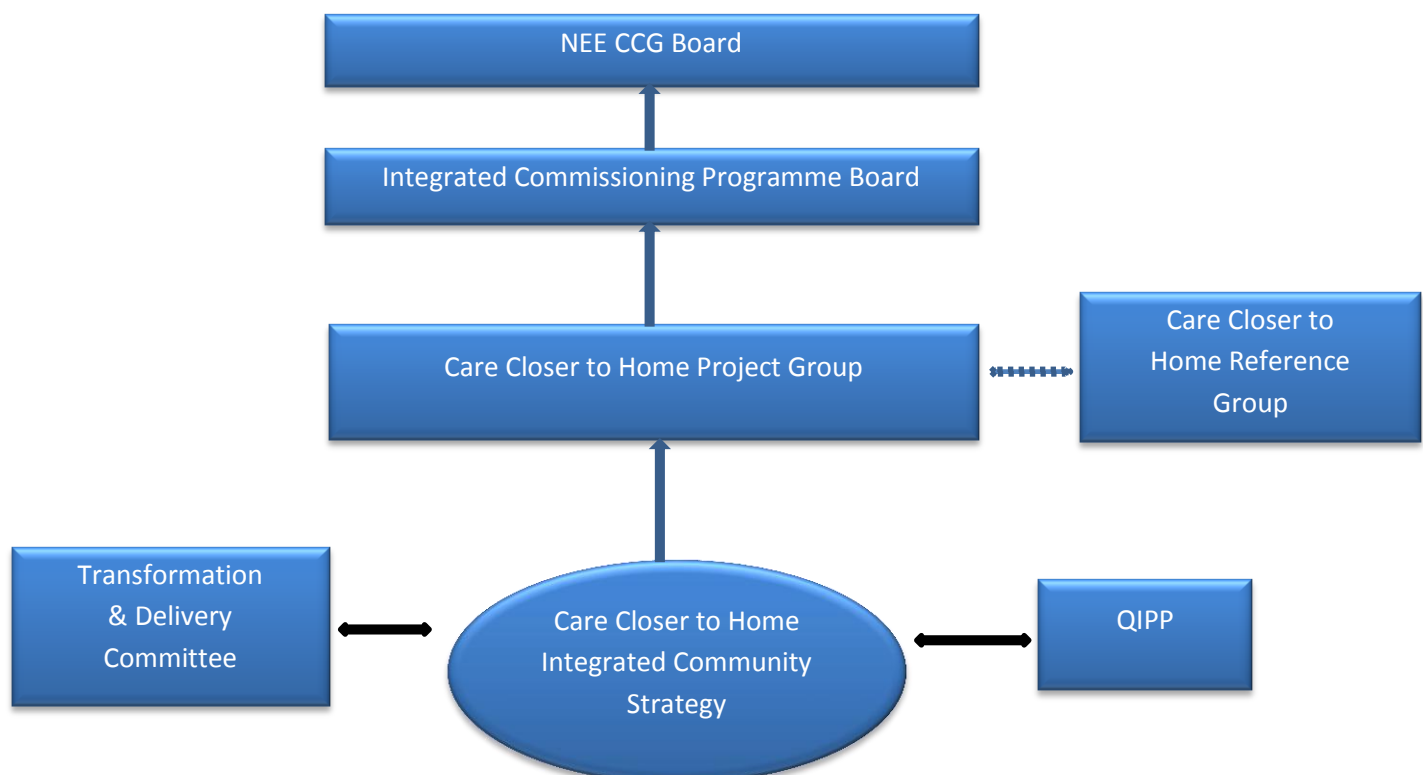 NEE CCG Board
Integrated Commissioning Programme Board
Care Closer to Home Project Group
Care Closer to
Home Reference
Group
Transformation
& Delivery
Committee
Care Closer to Home
Integrated Community
Strategy
QIPP